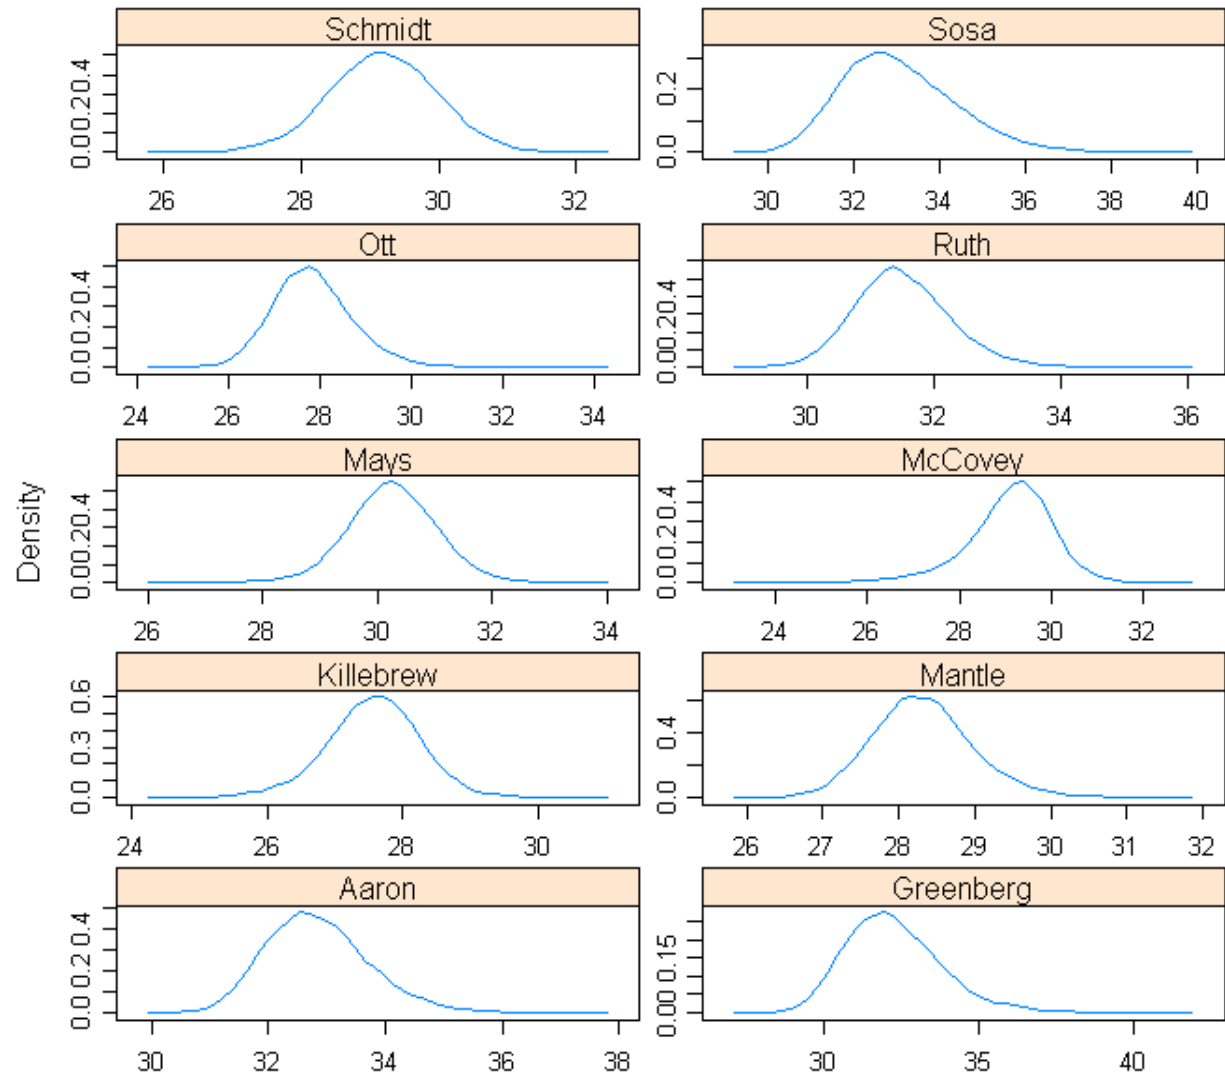 Schmidt
0.0 0.2 0.4
26 28 30 32
Sosa
0.0 0.2
30 32 34 36 38 40
Ott
0.0 0.2 0.4
24 26 28 30 32 34
Ruth
0.0 0.2 0.4
30 32 34 36
Density
Mays
0.0 0.2 0.4
26 28 30 32 34
McCovey
0.0 0.2 0.4
24 26 28 30 32
Killebrew
0.0 0.3 0.6
24 26 28 30
Mantle
0.0 0.4
26 27 28 29 30 31 32
Aaron
0.0 0.2 0.4
30 32 34 36 38
Greenberg
0.00 0.15
30 35 40